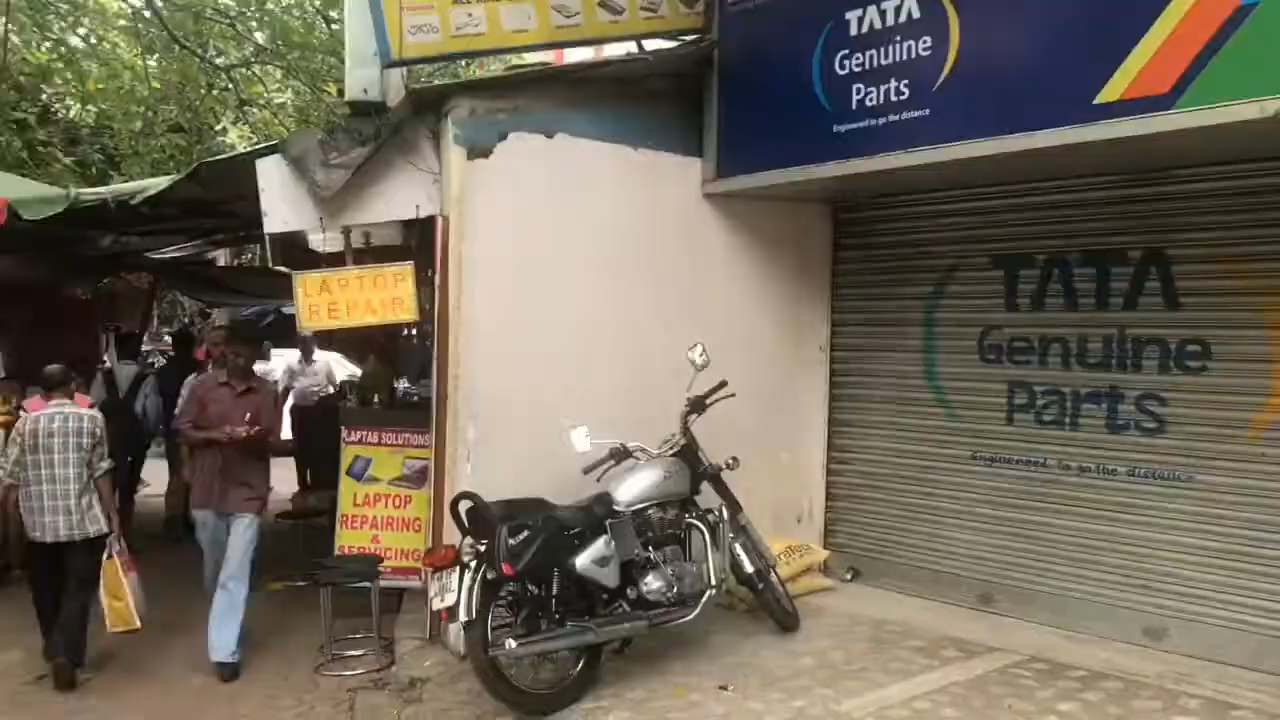 TATA
Genuine
Parts
Engineered to go the distance
LAPTOP
REPAIR
LAPTAB SOLUTIONS
LAPTOP
REPAIRING
&
SERVICING
TATA
Genuine
Parts
Engineered to go the distance